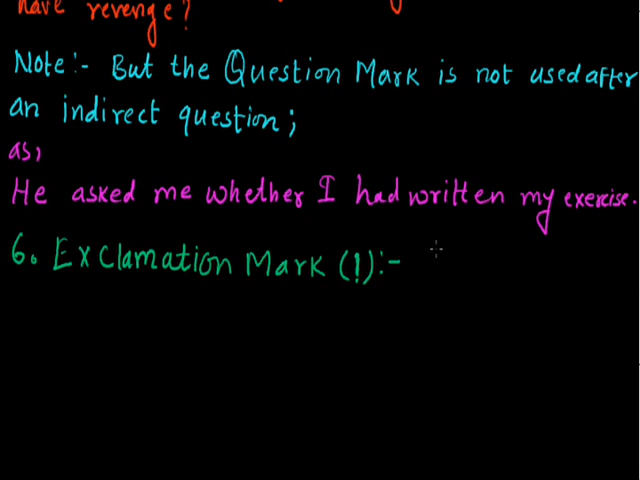 have revenge?
Note:- But the Question Mark is not used after
an indirect question;
as,
He asked me whether I had written my exercise.
6. Exclamation Mark (!):-